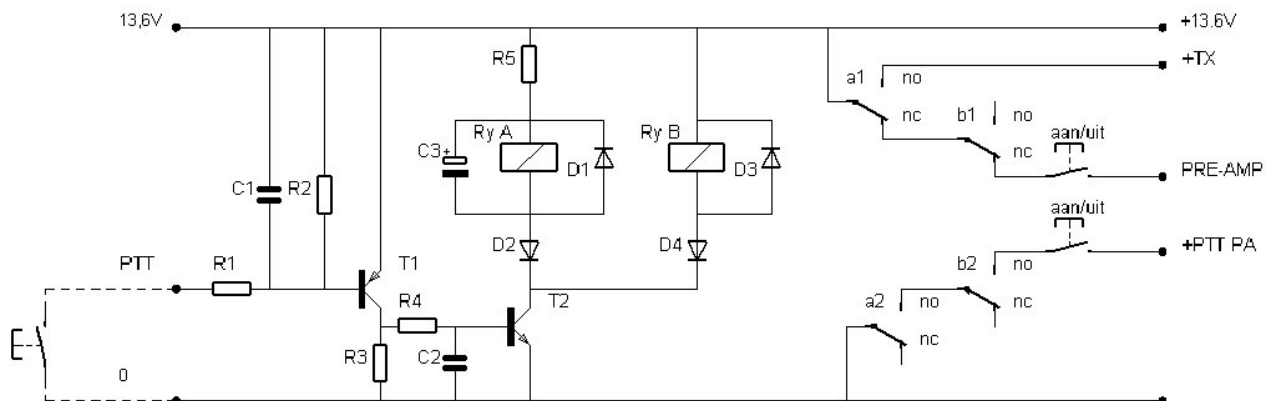 13,6V
+13.6V
+TX
R5
a1
no
nc
b1
no
nc
aan/uit
PRE-AMP
Ry A
C3+
D1
Ry B
D3
C1
R2
aan/uit
D2
D4
+PTT PA
PTT
R1
T1
R4
T2
b2
no
nc
a2
no
nc
R3
C2
0